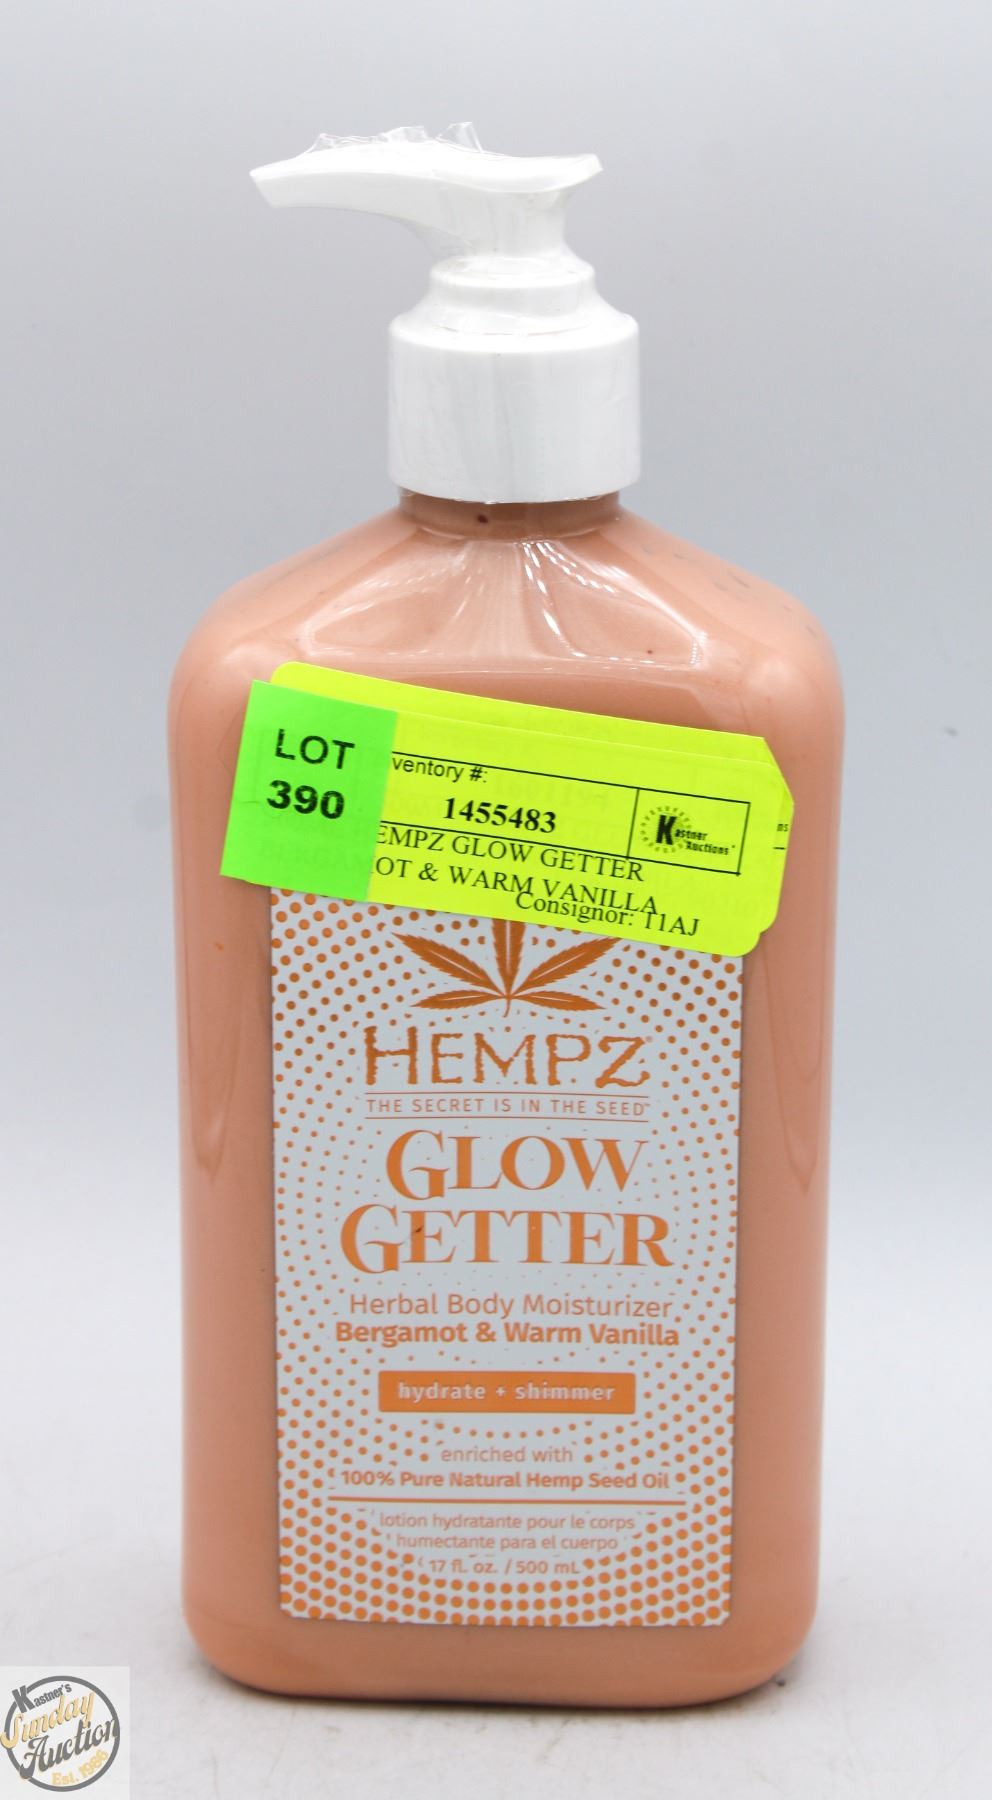 LOT
390
ventory #:
1455483
Kastner
Auctions
EMPZ GLOW GETTER
OT & WARM VANILLA
Consignor: T1AJ
HEMPZ
THE SECRET IS IN THE SEED™
GLOW
GETTER
Herbal Body Moisturizer
Bergamot & Warm Vanilla
hydrate + shimmer
enriched with
100% Pure Natural Hemp Seed Oil
lotion hydratante pour le corps
humectante para el cuerpo
17 fl. oz. / 500 mL
Kastner's
Sunday
Auction
Est. 1986